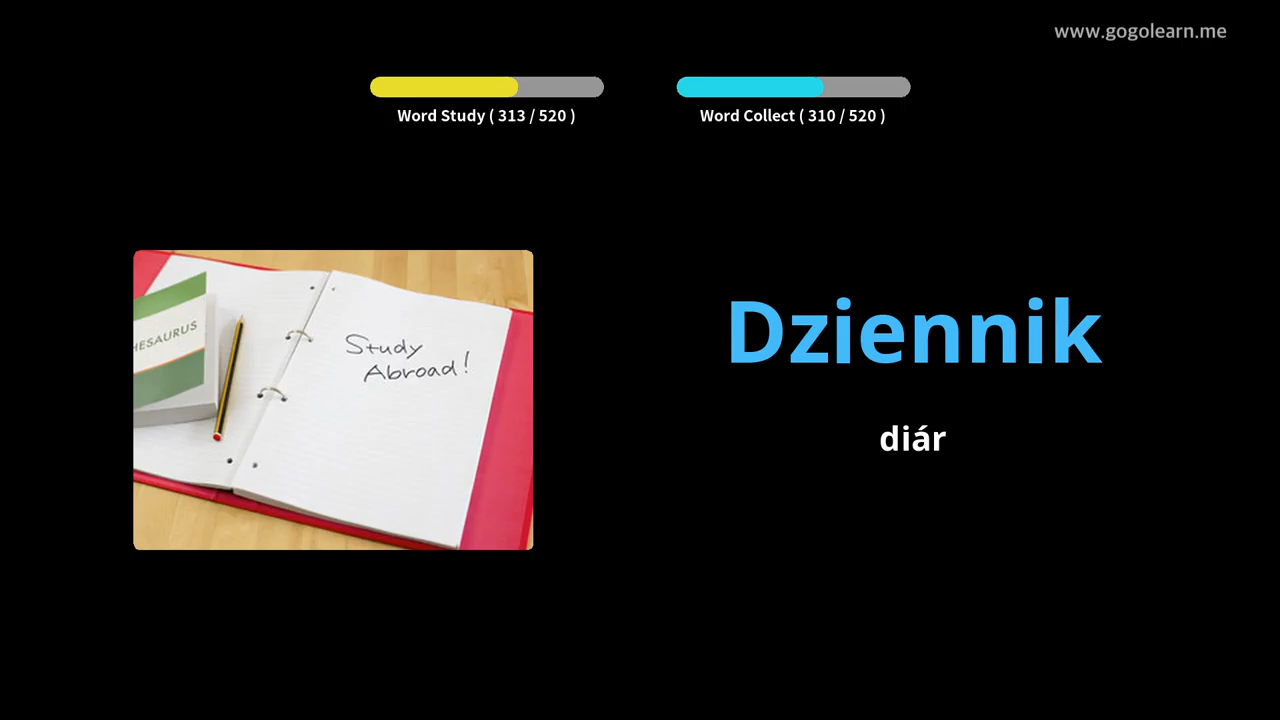 www.gogolearn.me
Word Study ( 313 / 520 )
Word Collect ( 310 / 520 )
HESAURUS
Study
Abroad!
Dziennik
diár